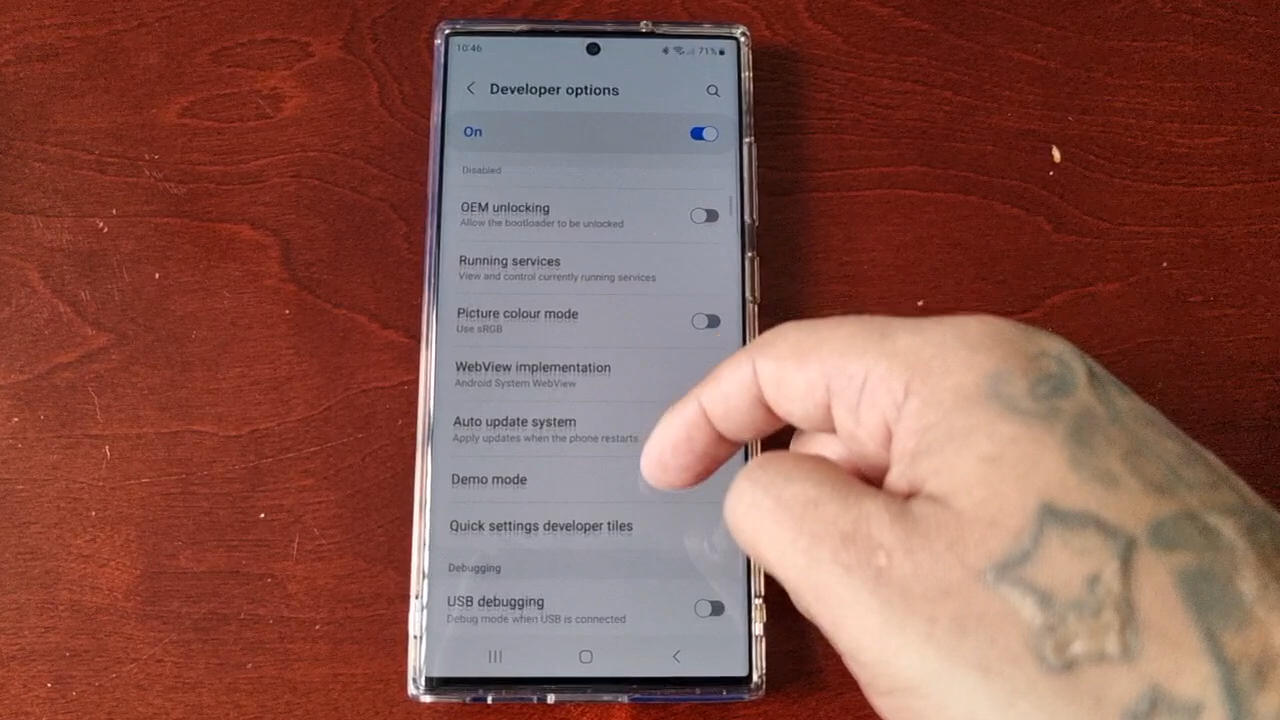 10:46
71%
Developer options
On
Disabled
OEM unlocking
Allow the bootloader to be unlocked
Running services
View and control currently running services
Picture colour mode
Use sRGB
WebView implementation
Android System WebView
Auto update system
Apply updates when the phone restarts
Demo mode
Quick settings developer tiles
Debugging
USB debugging
Debug mode when USB is connected